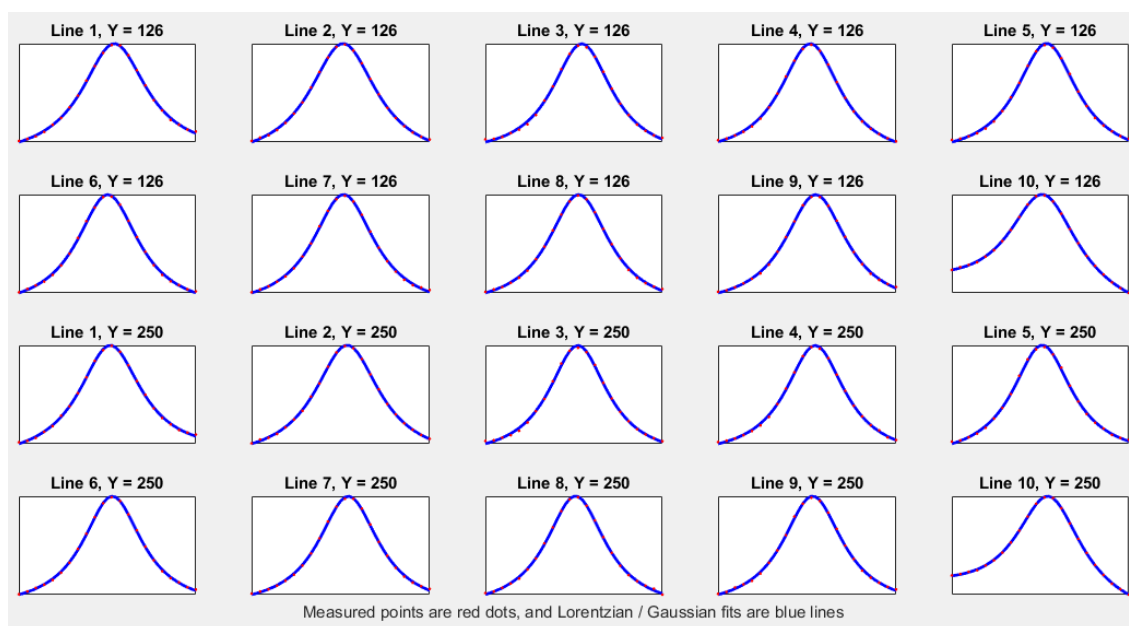 Line 1, Y = 126
Line 2, Y = 126
Line 3, Y = 126
Line 4, Y = 126
Line 5, Y = 126
Line 6, Y = 126
Line 7, Y = 126
Line 8, Y = 126
Line 9, Y = 126
Line 10, Y = 126
Line 1, Y = 250
Line 2, Y = 250
Line 3, Y = 250
Line 4, Y = 250
Line 5, Y = 250
Line 6, Y = 250
Line 7, Y = 250
Line 8, Y = 250
Line 9, Y = 250
Line 10, Y = 250
Measured points are red dots, and Lorentzian / Gaussian fits are blue lines